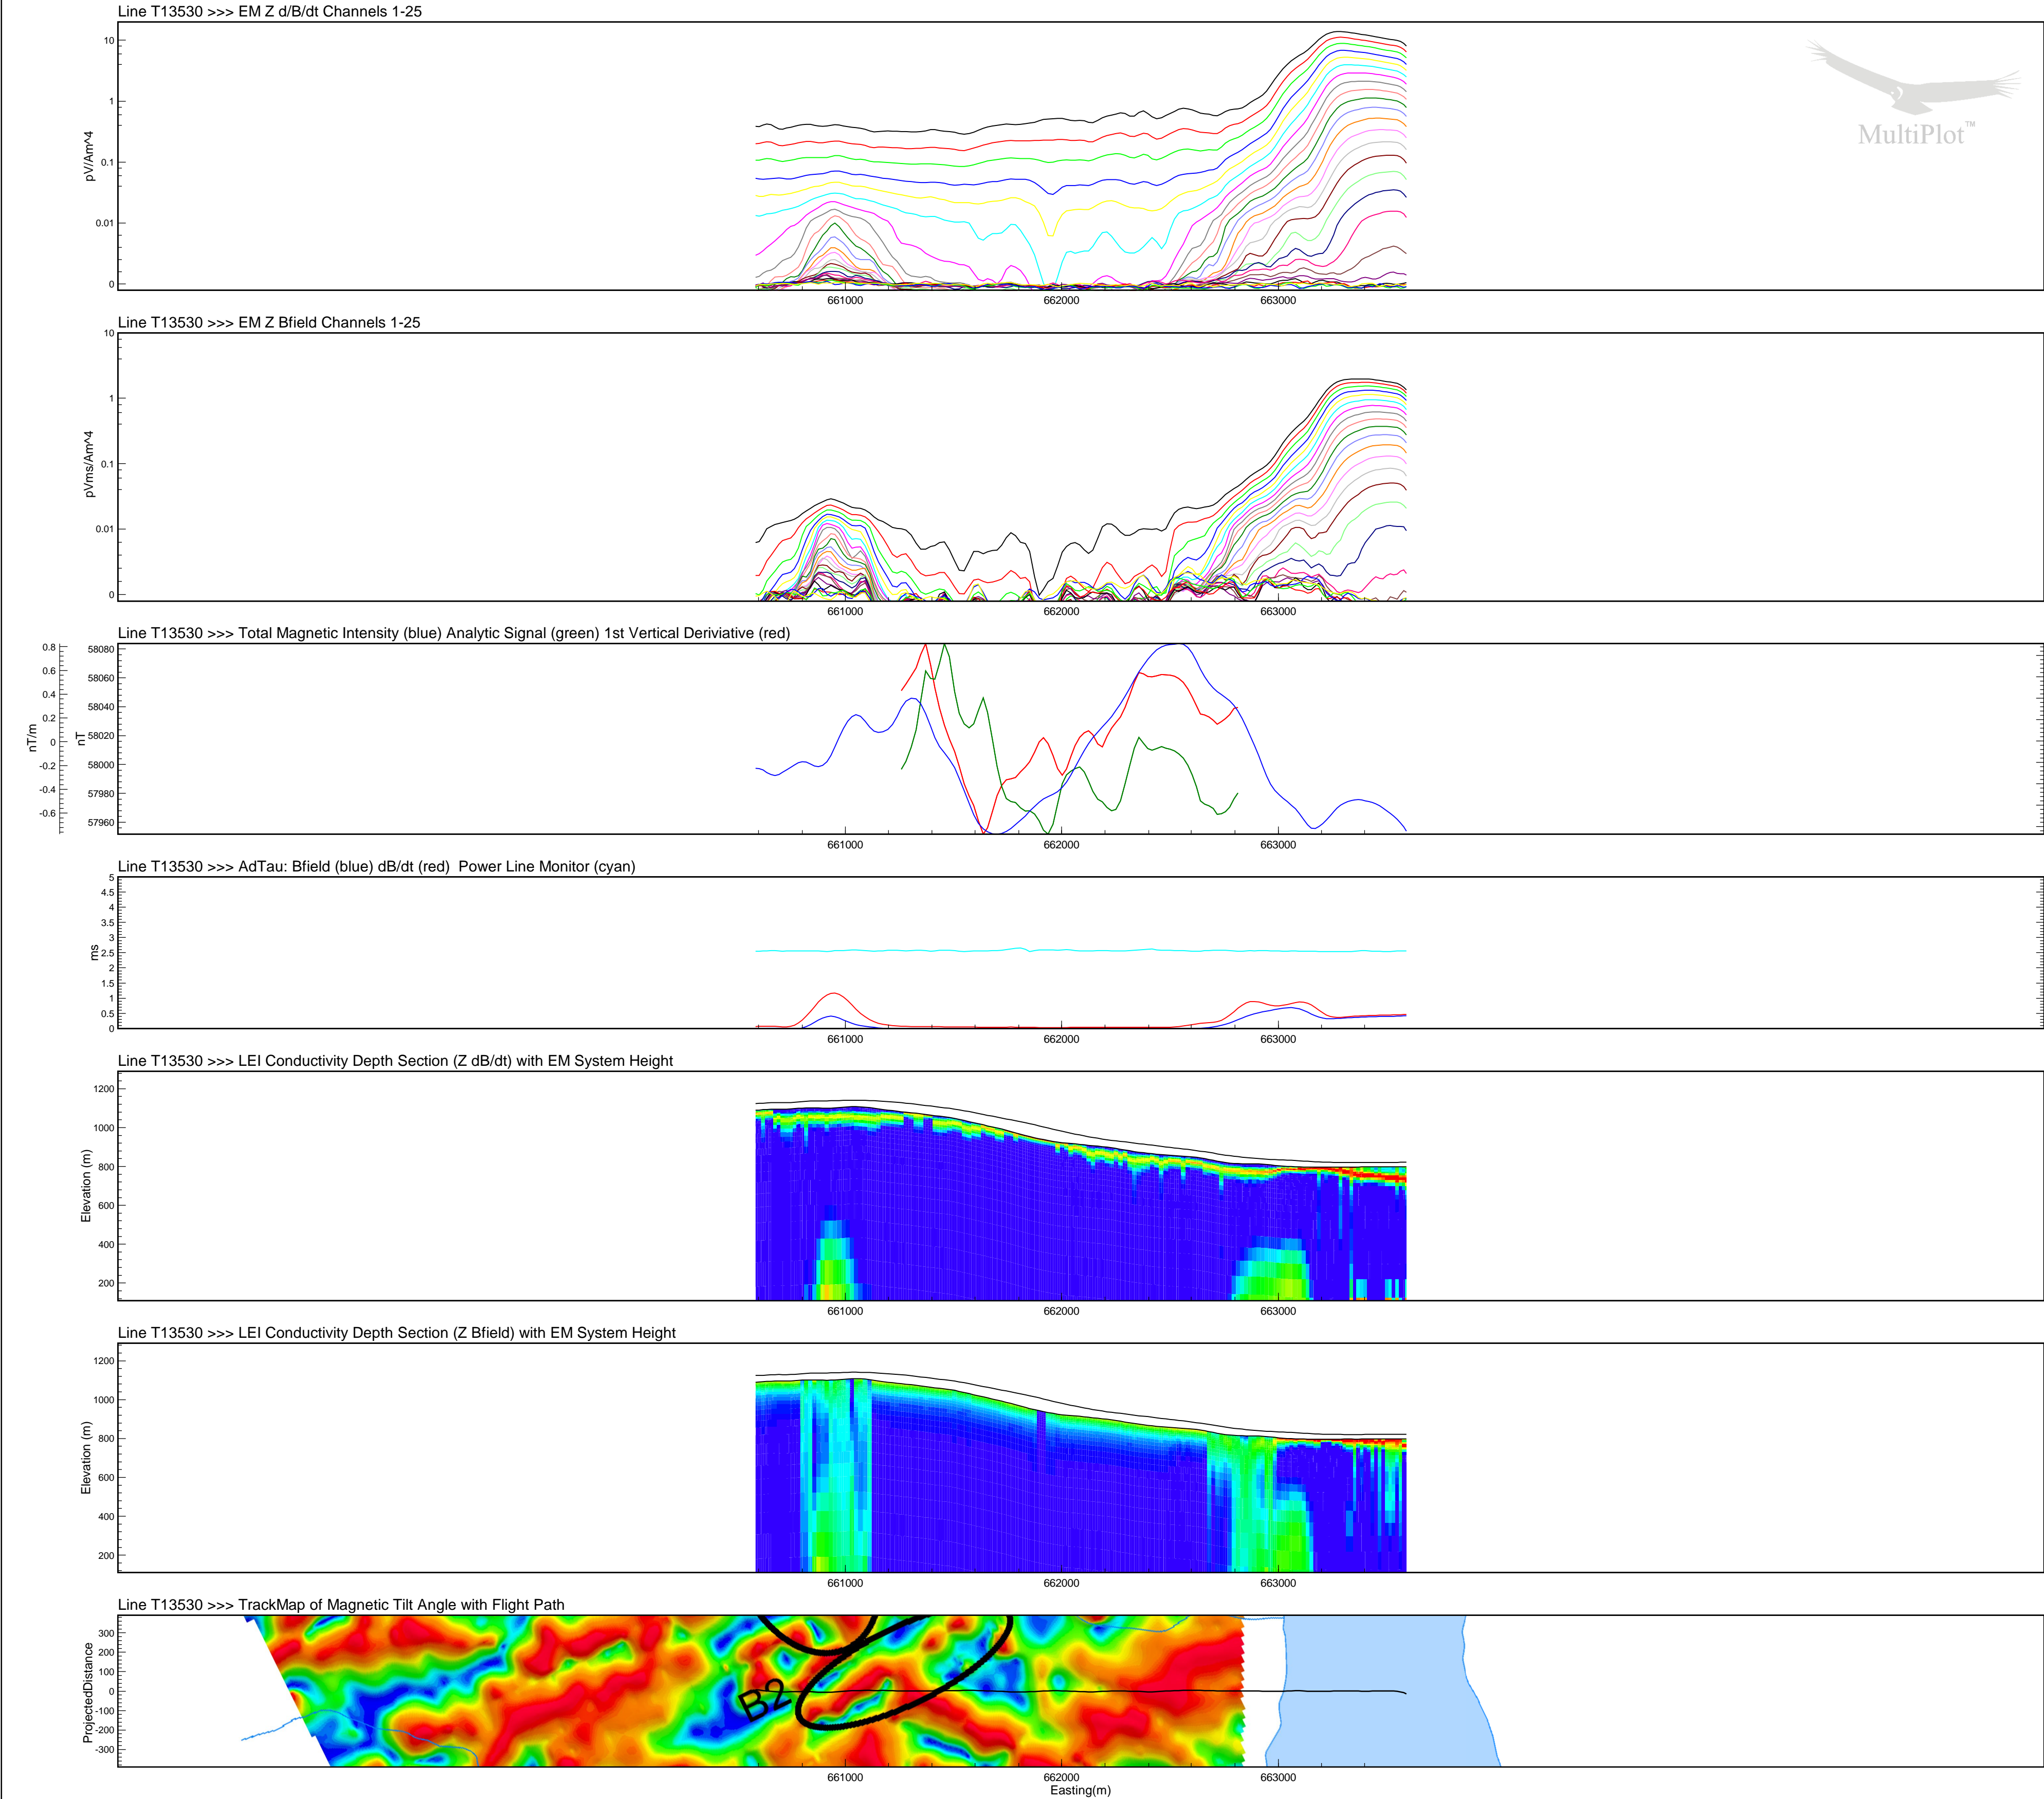 Line T13530 >>> EM Z d/B/dt Channels 1-25
10
1
0.1
0.01
0
pV/Am^4
661000 662000 663000
MultiPlot™
Line T13530 >>> EM Z Bfield Channels 1-25
10
1
0.1
0.01
0
pVms/Am^4
661000 662000 663000
Line T13530 >>> Total Magnetic Intensity (blue) Analytic Signal (green) 1st Vertical Deriviative (red)
0.8
0.6
0.4
0.2
0
-0.2
-0.4
-0.6
nT/m
58080
58060
58040
58020
58000
57980
57960
nT
661000 662000 663000
Line T13530 >>> AdTau: Bfield (blue) dB/dt (red) Power Line Monitor (cyan)
5
4.5
4
3.5
3
2.5
2
1.5
1
0.5
0
ms
661000 662000 663000
Line T13530 >>> LEI Conductivity Depth Section (Z dB/dt) with EM System Height
1200
1000
800
600
400
200
Elevation (m)
661000 662000 663000
Line T13530 >>> LEI Conductivity Depth Section (Z Bfield) with EM System Height
1200
1000
800
600
400
200
Elevation (m)
661000 662000 663000
Line T13530 >>> TrackMap of Magnetic Tilt Angle with Flight Path
300
200
100
0
-100
-200
-300
ProjectedDistance
B2
661000 662000 663000
Easting(m)